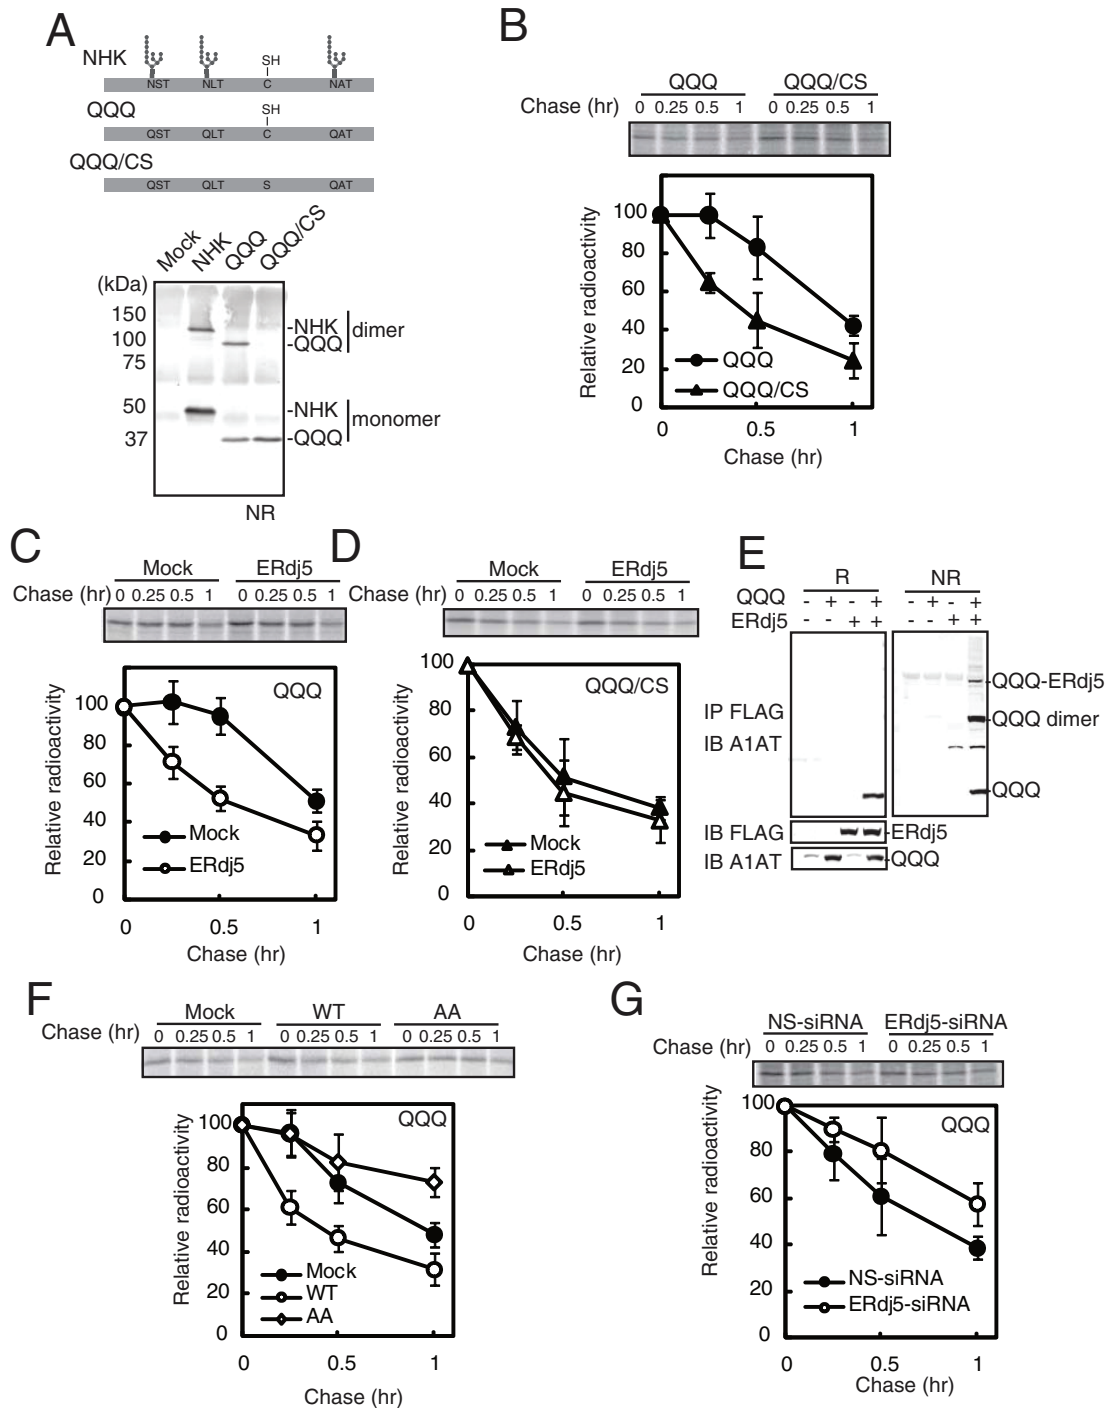 A
NHK
SH
NST NLT C NAT
QQQ
SH
QST QLT C QAT
QQQ/CS
QST QLT S QAT
Mock NHK QQQ QQQ/CS
(kDa)
150
100
75
50
37
-NHK
-QQQ
dimer
-NHK
-QQQ
monomer
NR
B
QQQ QQQ/CS
Chase (hr) 0 0.25 0.5 1 0 0.25 0.5 1
Relative radioactivity
100
80
60
40
20
0
QQQ
QQQ/CS
0 0.5 1
Chase (hr)
C
Mock ERdj5
Chase (hr) 0 0.25 0.5 1 0 0.25 0.5 1
Relative radioactivity
100
80
60
40
20
0
QQQ
Mock
ERdj5
0 0.5 1
Chase (hr)
D
Mock ERdj5
Chase (hr) 0 0.25 0.5 1 0 0.25 0.5 1
Relative radioactivity
100
80
60
40
20
0
QQQ/CS
Mock
ERdj5
0 0.5 1
Chase (hr)
E
R NR
QQQ - + - + - + - +
ERdj5 - - + + - - + +
IP FLAG
IB A1AT
-QQQ-ERdj5
-QQQ dimer
-QQQ
IB FLAG
-ERdj5
IB A1AT
-QQQ
F
Mock WT AA
Chase (hr) 0 0.25 0.5 1 0 0.25 0.5 1 0 0.25 0.5 1
Relative radioactivity
100
80
60
40
20
0
QQQ
Mock
WT
AA
0 0.5 1
Chase (hr)
G
NS-siRNA ERdj5-siRNA
Chase (hr) 0 0.25 0.5 1 0 0.25 0.5 1
Relative radioactivity
100
80
60
40
20
0
QQQ
NS-siRNA
ERdj5-siRNA
0 0.5 1
Chase (hr)